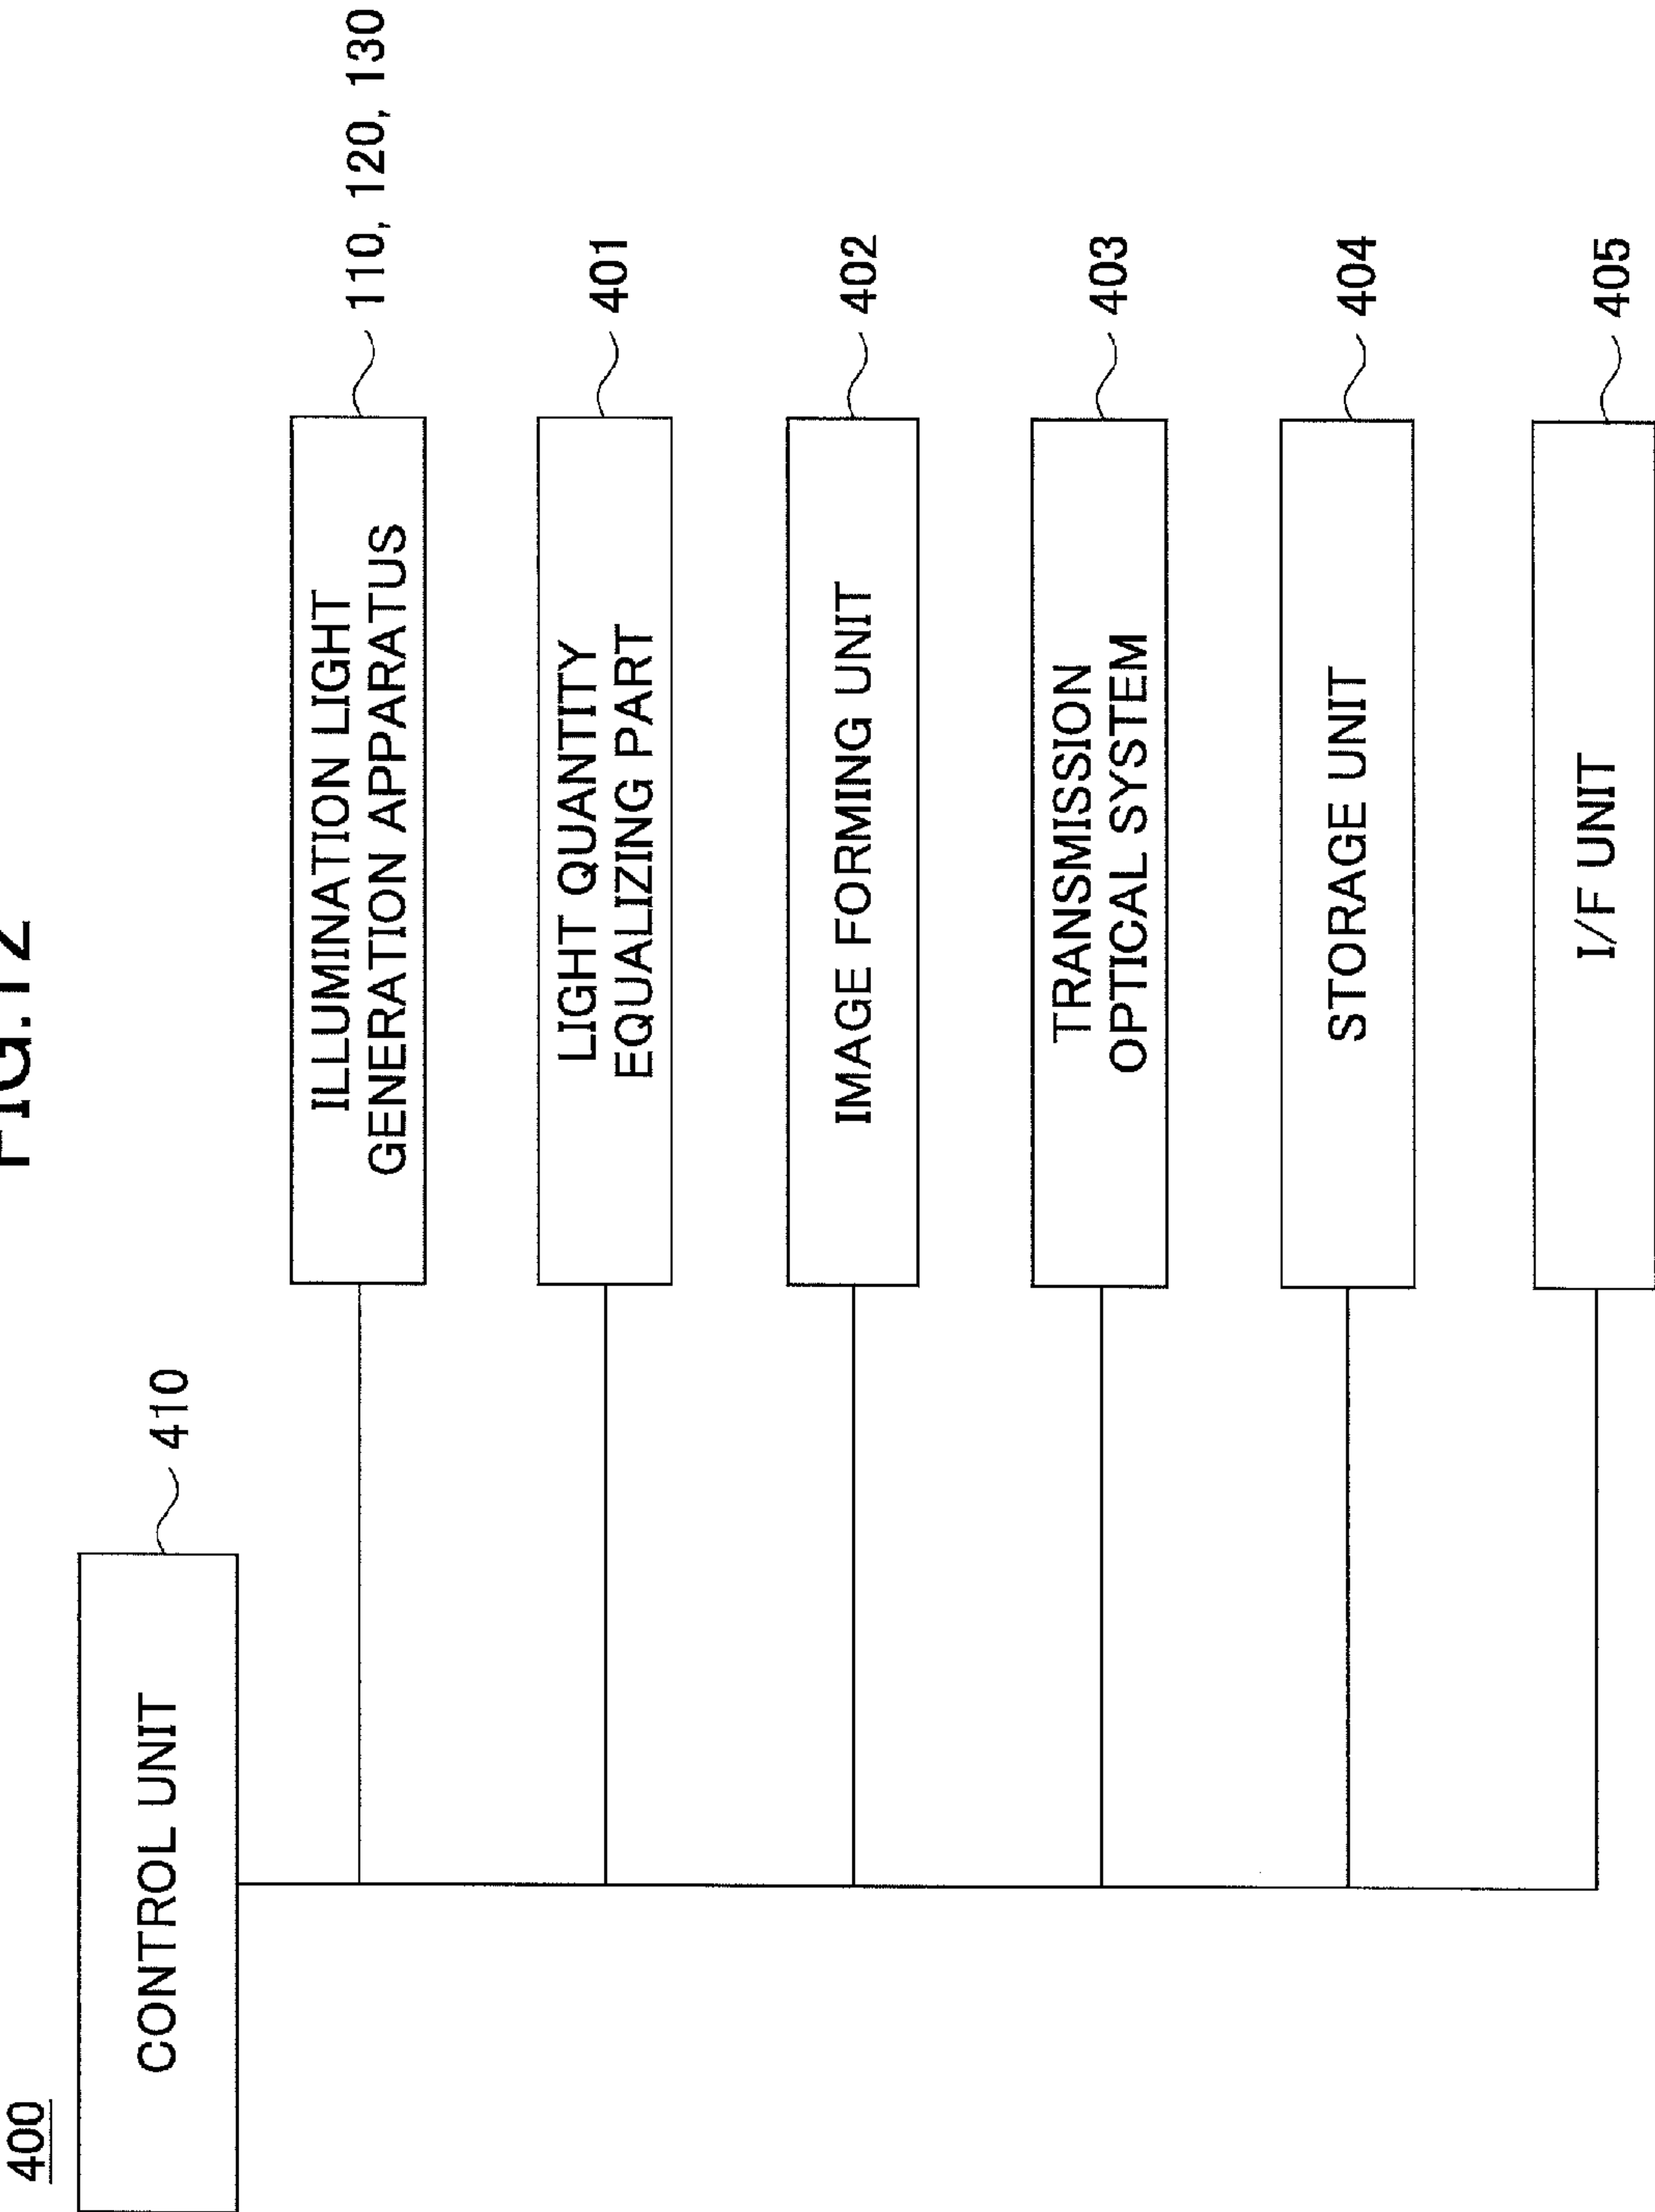 FIG.12
400
CONTROL UNIT
410
ILLUMINATION LIGHT
GENERATION APPARATUS
110, 120, 130
LIGHT QUANTITY
EQUALIZING PART
401
IMAGE FORMING UNIT
402
TRANSMISSION
OPTICAL SYSTEM
403
STORAGE UNIT
404
I/F UNIT
405